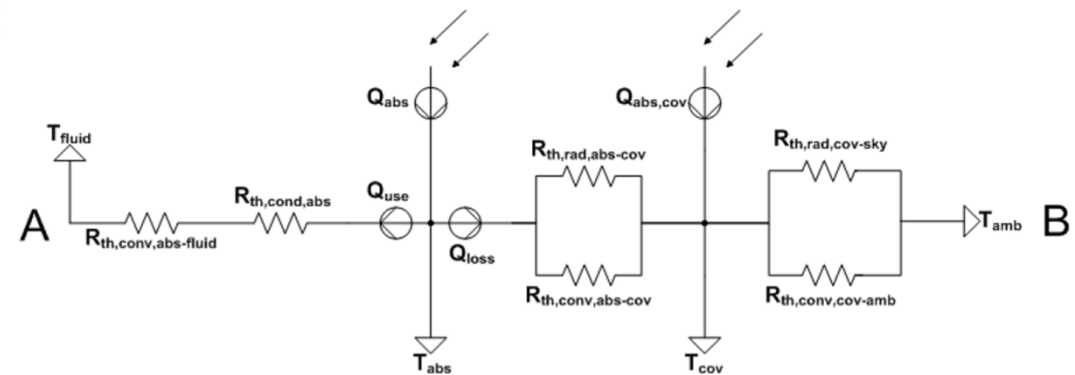 Qabs
Qabs,cov
Tfluid
Rth,rad,abs-cov
Rth,rad,cov-sky
Rth,cond,abs
Quse
A
Rth,conv,abs-fluid
Qloss
Tamb
B
Rth,conv,abs-cov
Rth,conv,cov-amb
Tabs
Tcov